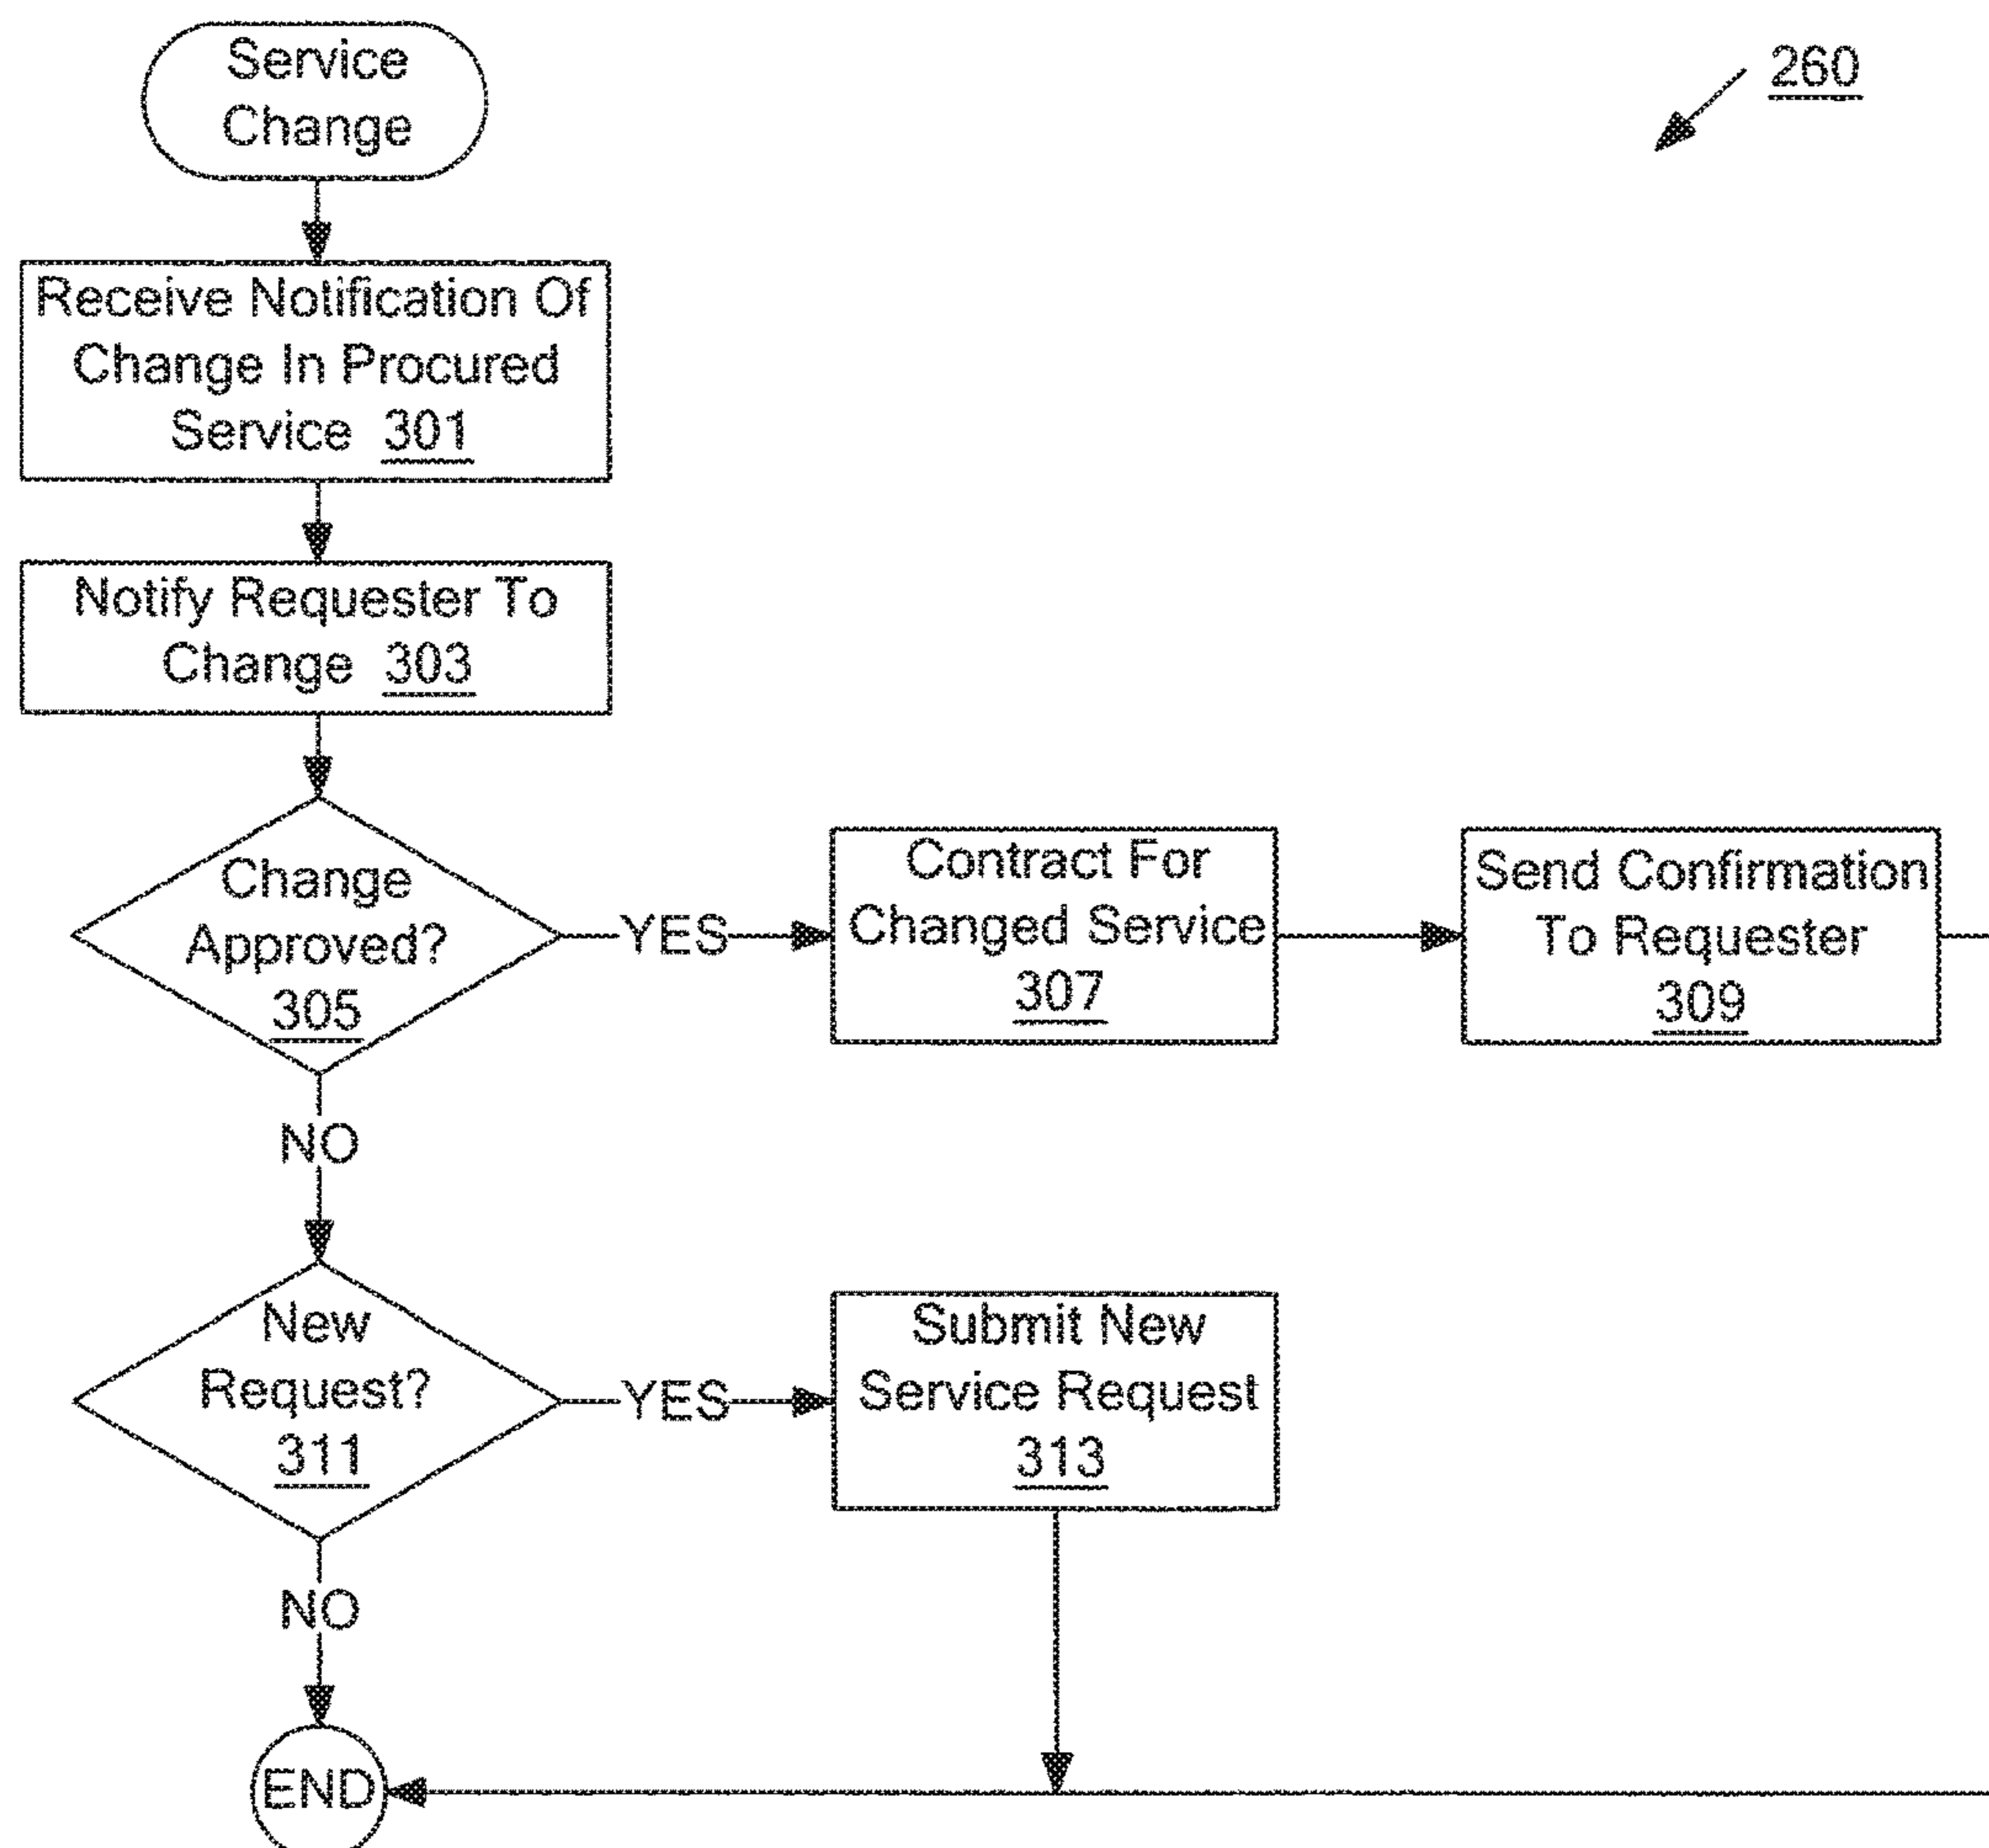 Service
Change
260
Receive Notification Of
Change In Procured
Service 301
Notify Requester To
Change 303
Change
Approved?
305
YES
Contract For
Changed Service
307
Send Confirmation
To Requester
309
NO
New
Request?
311
YES
Submit New
Service Request
313
NO
END